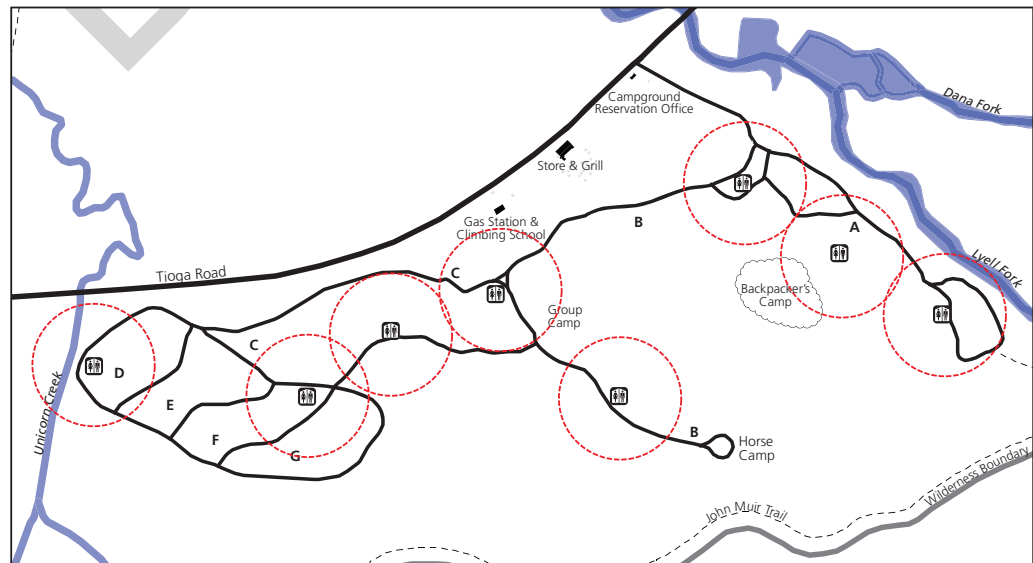 Campground
Reservation Office
Dana Fork
Store & Grill
Gas Station &
Climbing School
B
A
Lyell Fork
Tioga Road
C
Backpacker's
Camp
Group
Camp
C
D
E
Unicorn Creek
F
G
B
Horse
Camp
Wilderness Boundary
John Muir Trail